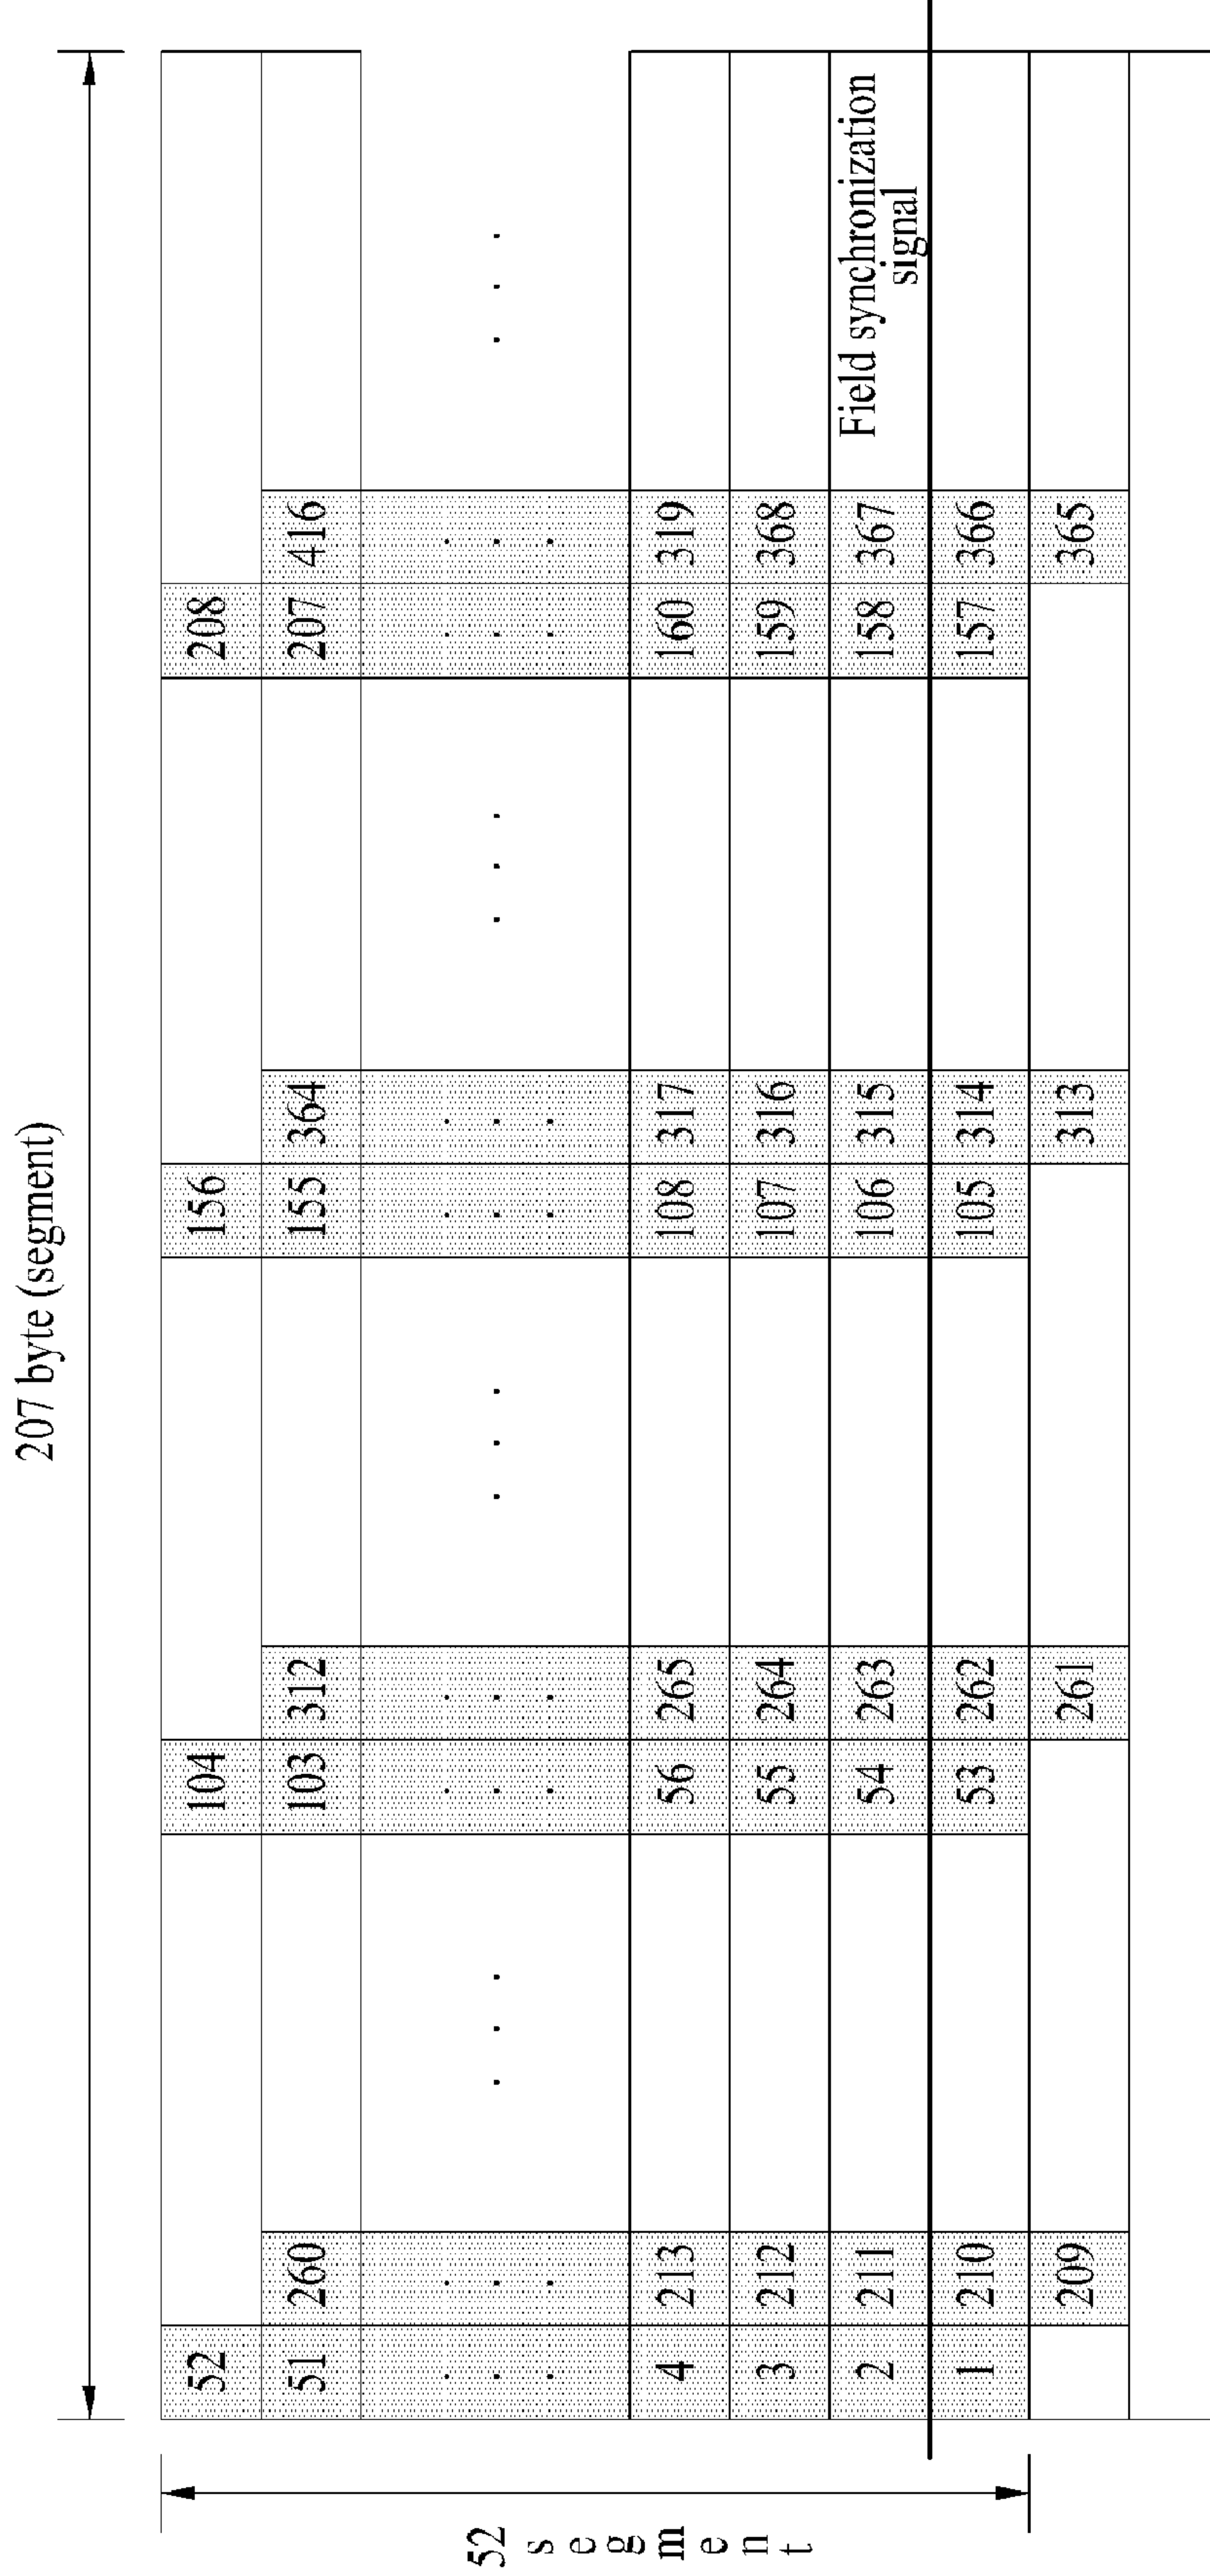 207 byte (segment)
52 segment
52 104 156 208
51 260 103 312 155 364 207 416
4 213 56 265 108 317 160 319
3 212 55 264 107 316 159 368
2 211 54 263 106 315 158 367
Field synchronization
signal
1 210 53 262 105 314 157 366
209 261 313 365